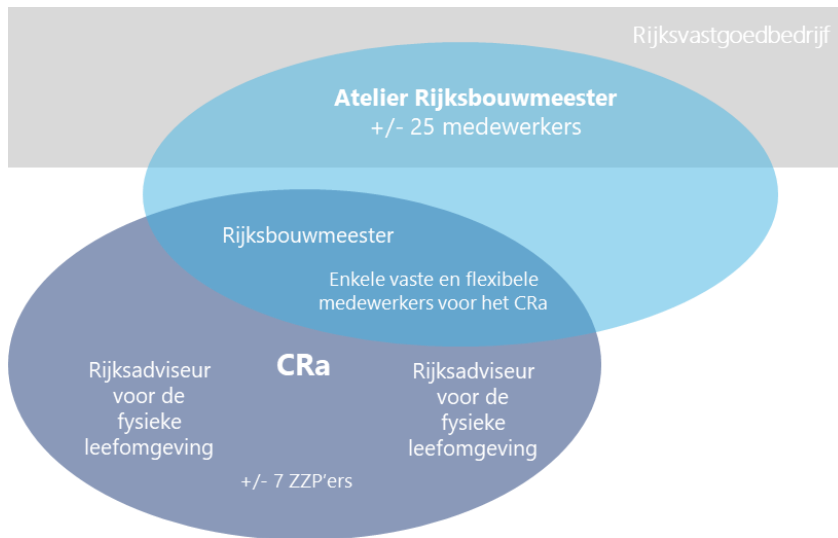 Rijksvastgoedbedrijf
Atelier Rijksbouwmeester
+/- 25 medewerkers
Rijksbouwmeester
Enkele vaste en flexibele
medewerkers voor het CRa
CRa
Rijksadviseur
voor de
fysieke
leefomgeving
Rijksadviseur
voor de
fysieke
leefomgeving
+/- 7 ZZP'ers